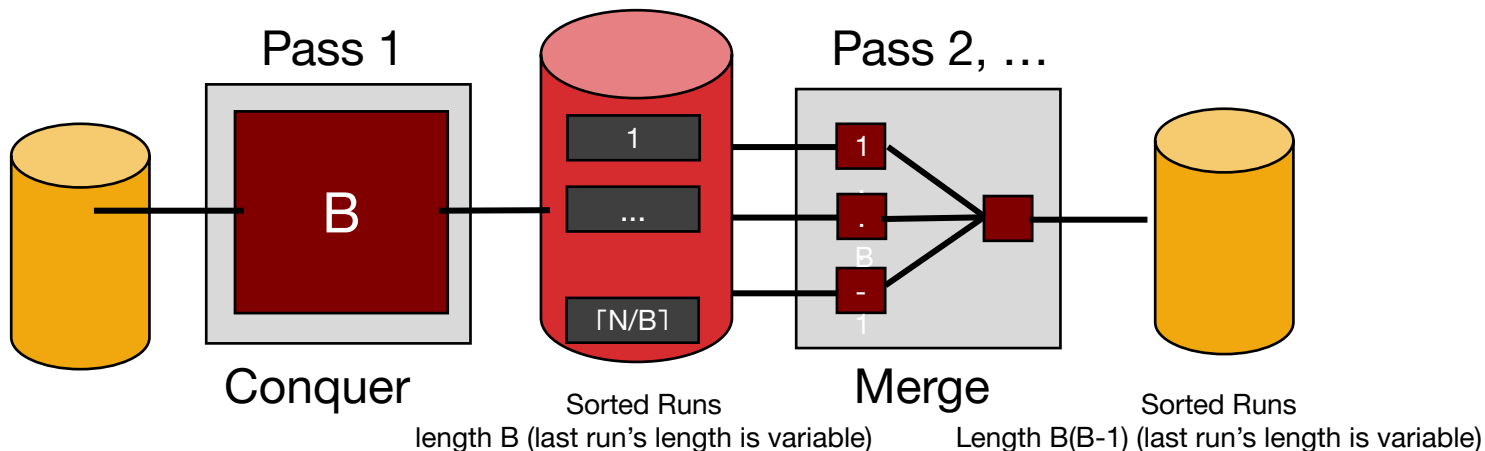 Pass 1
Pass 2, ...
B
1
...
⌈N/B⌉
1
.
.
.
B
-
1
Conquer
Merge
Sorted Runs
length B (last run’s length is variable)
Sorted Runs
Length B(B-1) (last run’s length is variable)